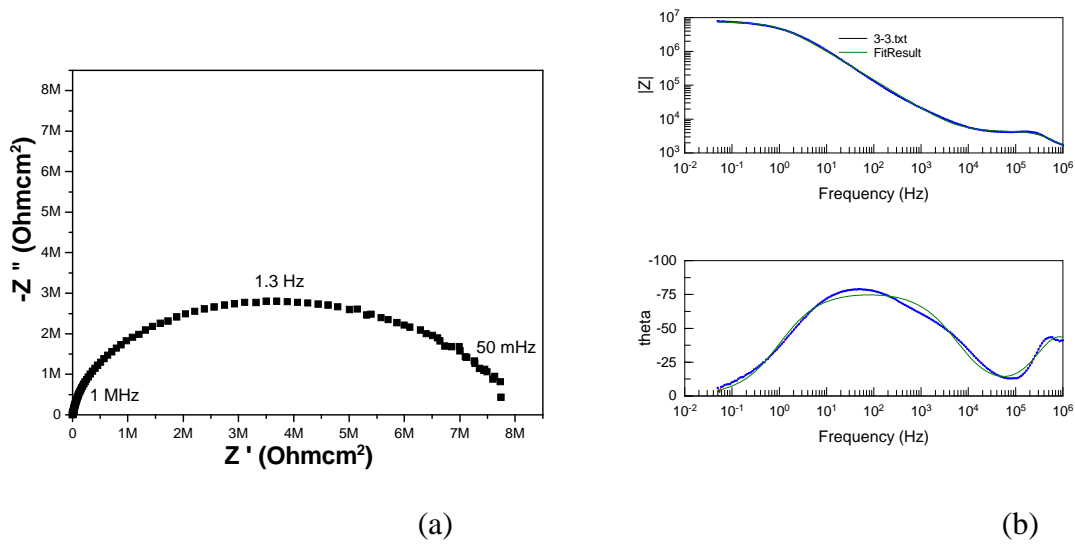 -Z '' (Ohmcm²)
8M
7M
6M
5M
4M
3M
2M
1M
0
1.3 Hz
50 mHz
1 MHz
0 1M 2M 3M 4M 5M 6M 7M 8M
Z ' (Ohmcm²)
(a)
|Z|
10⁷
10⁶
10⁵
10⁴
10³
3-3.txt
FitResult
10⁻² 10⁻¹ 10⁰ 10¹ 10² 10³ 10⁴ 10⁵ 10⁶
Frequency (Hz)
theta
-100
-75
-50
-25
0
10⁻² 10⁻¹ 10⁰ 10¹ 10² 10³ 10⁴ 10⁵ 10⁶
Frequency (Hz)
(b)